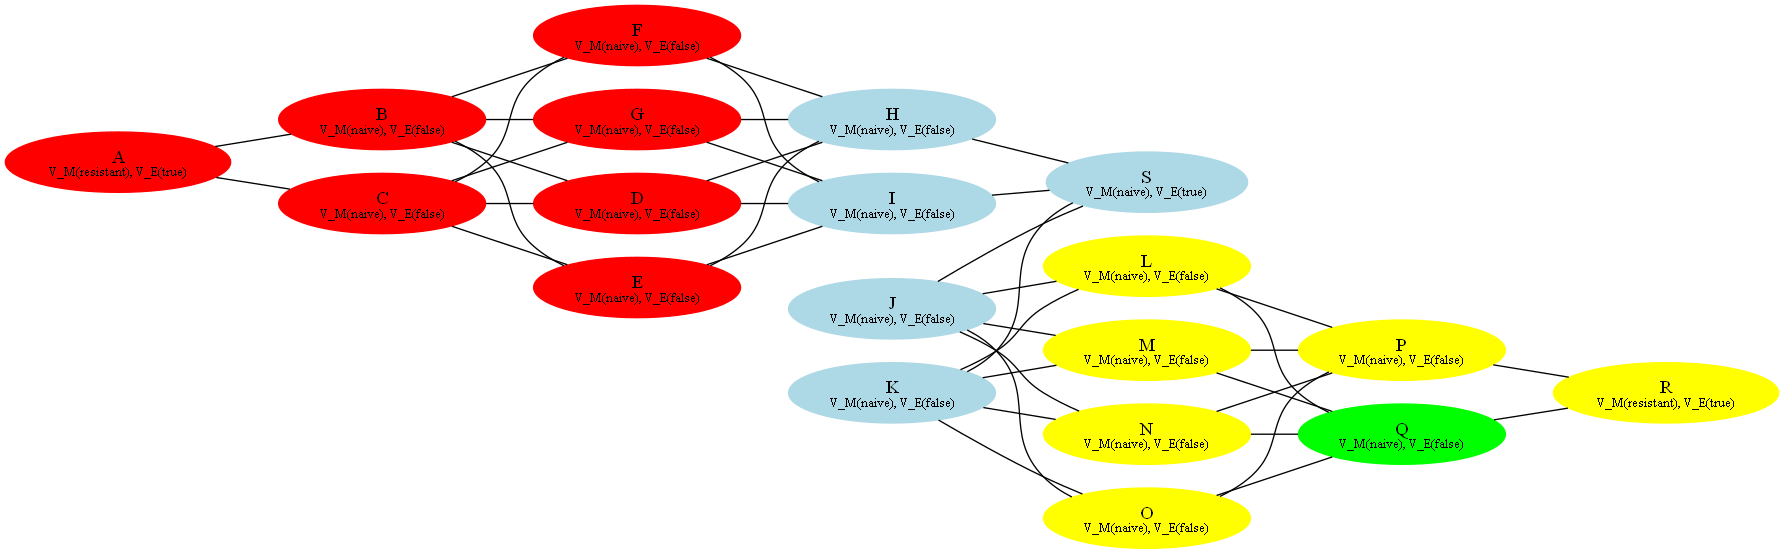 F
V_M(naive), V_E(false)
B
V_M(naive), V_E(false)
G
V_M(naive), V_E(false)
H
V_M(naive), V_E(false)
A
V_M(resistant), V_E(true)
C
V_M(naive), V_E(false)
D
V_M(naive), V_E(false)
I
V_M(naive), V_E(false)
S
V_M(naive), V_E(true)
E
V_M(naive), V_E(false)
J
V_M(naive), V_E(false)
L
V_M(naive), V_E(false)
K
V_M(naive), V_E(false)
M
V_M(naive), V_E(false)
P
V_M(naive), V_E(false)
R
V_M(resistant), V_E(true)
N
V_M(naive), V_E(false)
Q
V_M(naive), V_E(false)
O
V_M(naive), V_E(false)